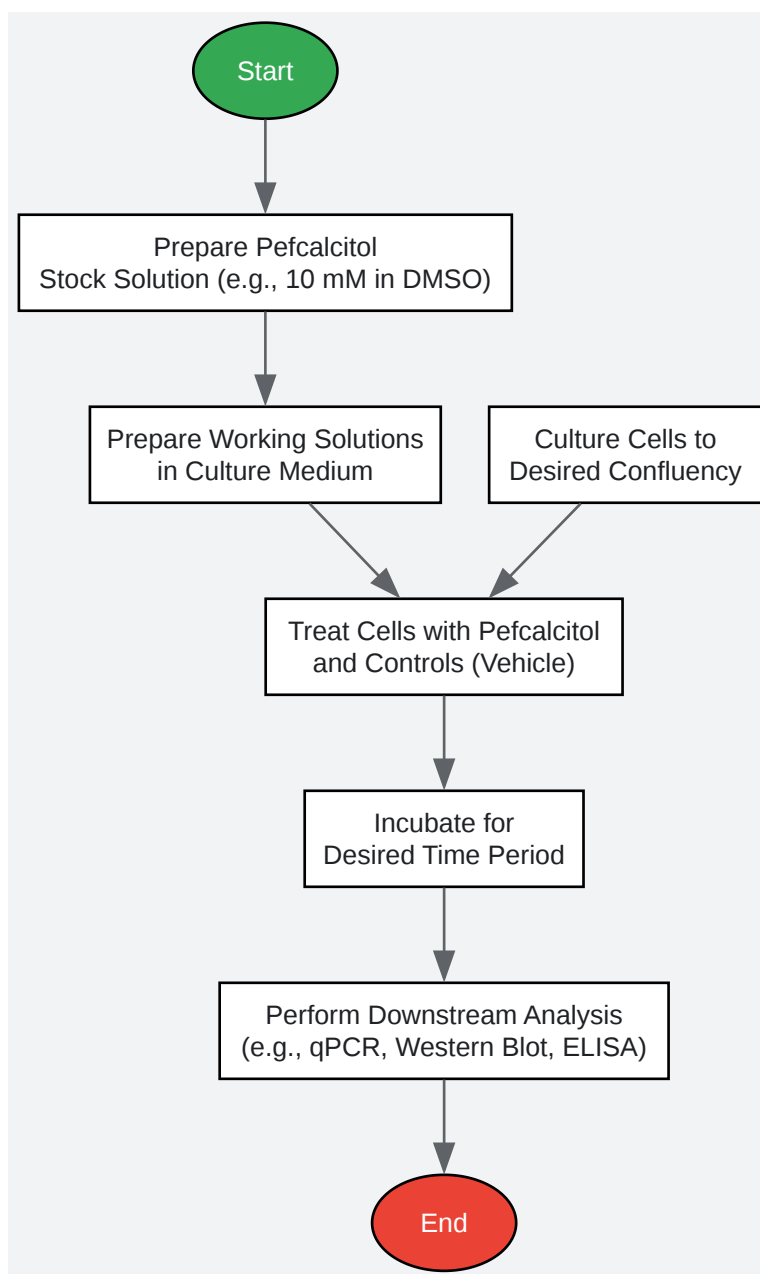 Start
Prepare Pefcalcitol
Stock Solution (e.g., 10 mM in DMSO)
Prepare Working Solutions
in Culture Medium
Culture Cells to
Desired Confluency
Treat Cells with Pefcalcitol
and Controls (Vehicle)
Incubate for
Desired Time Period
Perform Downstream Analysis
(e.g., qPCR, Western Blot, ELISA)
End